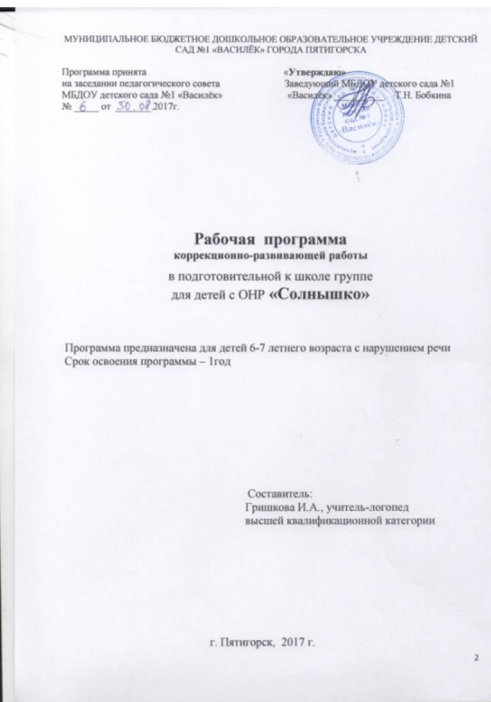 МУНИЦИПАЛЬНОЕ БЮДЖЕТНОЕ ДОШКОЛЬНОЕ ОБРАЗОВАТЕЛЬНОЕ УЧРЕЖДЕНИЕ ДЕТСКИЙ
САД №1 «ВАСИЛЁК» ГОРОДА ПЯТИГОРСКА
Программа принята
на заседании педагогического совета
МБДОУ детского сада №1 «Василёк»
№ 6 от 30.08 2017г.
«Утверждаю»
Заведующий МБДОУ детского сада №1
«Василёк» Т.Н. Бобкина
САД №1
«Василёк»
Рабочая программа
коррекционно-развивающей работы
в подготовительной к школе группе
для детей с ОНР «Солнышко»
Программа предназначена для детей 6-7 летнего возраста с нарушением речи
Срок освоения программы – 1год
Составитель:
Гришкова И.А., учитель-логопед
высшей квалификационной категории
г. Пятигорск, 2017 г.
2